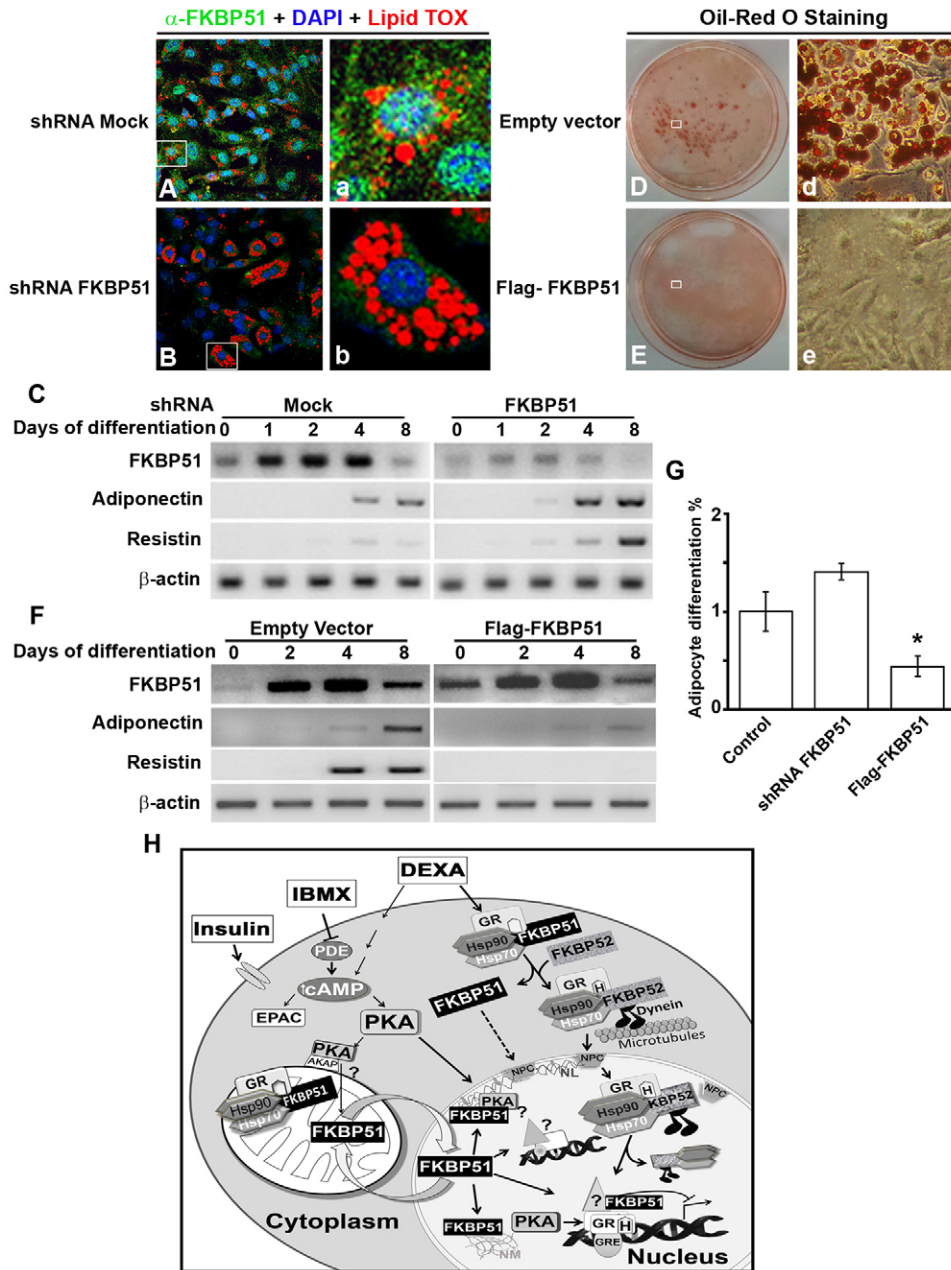 α-FKBP51 + DAPI + Lipid TOX
Oil-Red O Staining
shRNA Mock
A
a
Empty vector
D
d
shRNA FKBP51
B
b
Flag- FKBP51
E
e
C
shRNA
Mock
FKBP51
Days of differentiation
0 1 2 4 8
0 1 2 4 8
FKBP51
Adiponectin
Resistin
β-actin
F
Empty Vector
Flag-FKBP51
Days of differentiation
0 2 4 8
0 2 4 8
FKBP51
Adiponectin
Resistin
β-actin
G
Adipocyte differentiation %
2
1
0
*
Control
shRNA FKBP51
Flag-FKBP51
H
DEXA
IBMX
Insulin
PDE
↑cAMP
EPAC
PKA
PKA
AKAP
?
GR
Hsp90
Hsp70
FKBP51
FKBP51
GR
Hsp90
Hsp70
FKBP51
FKBP52
FKBP51
GR
H
Hsp90
Hsp70
FKBP52
Dynein
Microtubules
NPC
NL
NPC
NPC
PKA
FKBP51
?
GR
H
Hsp90
Hsp70
KBP52
?
FKBP51
?
FKBP51
FKBP51
NM
PKA
GR
H
GRE
Cytoplasm
Nucleus